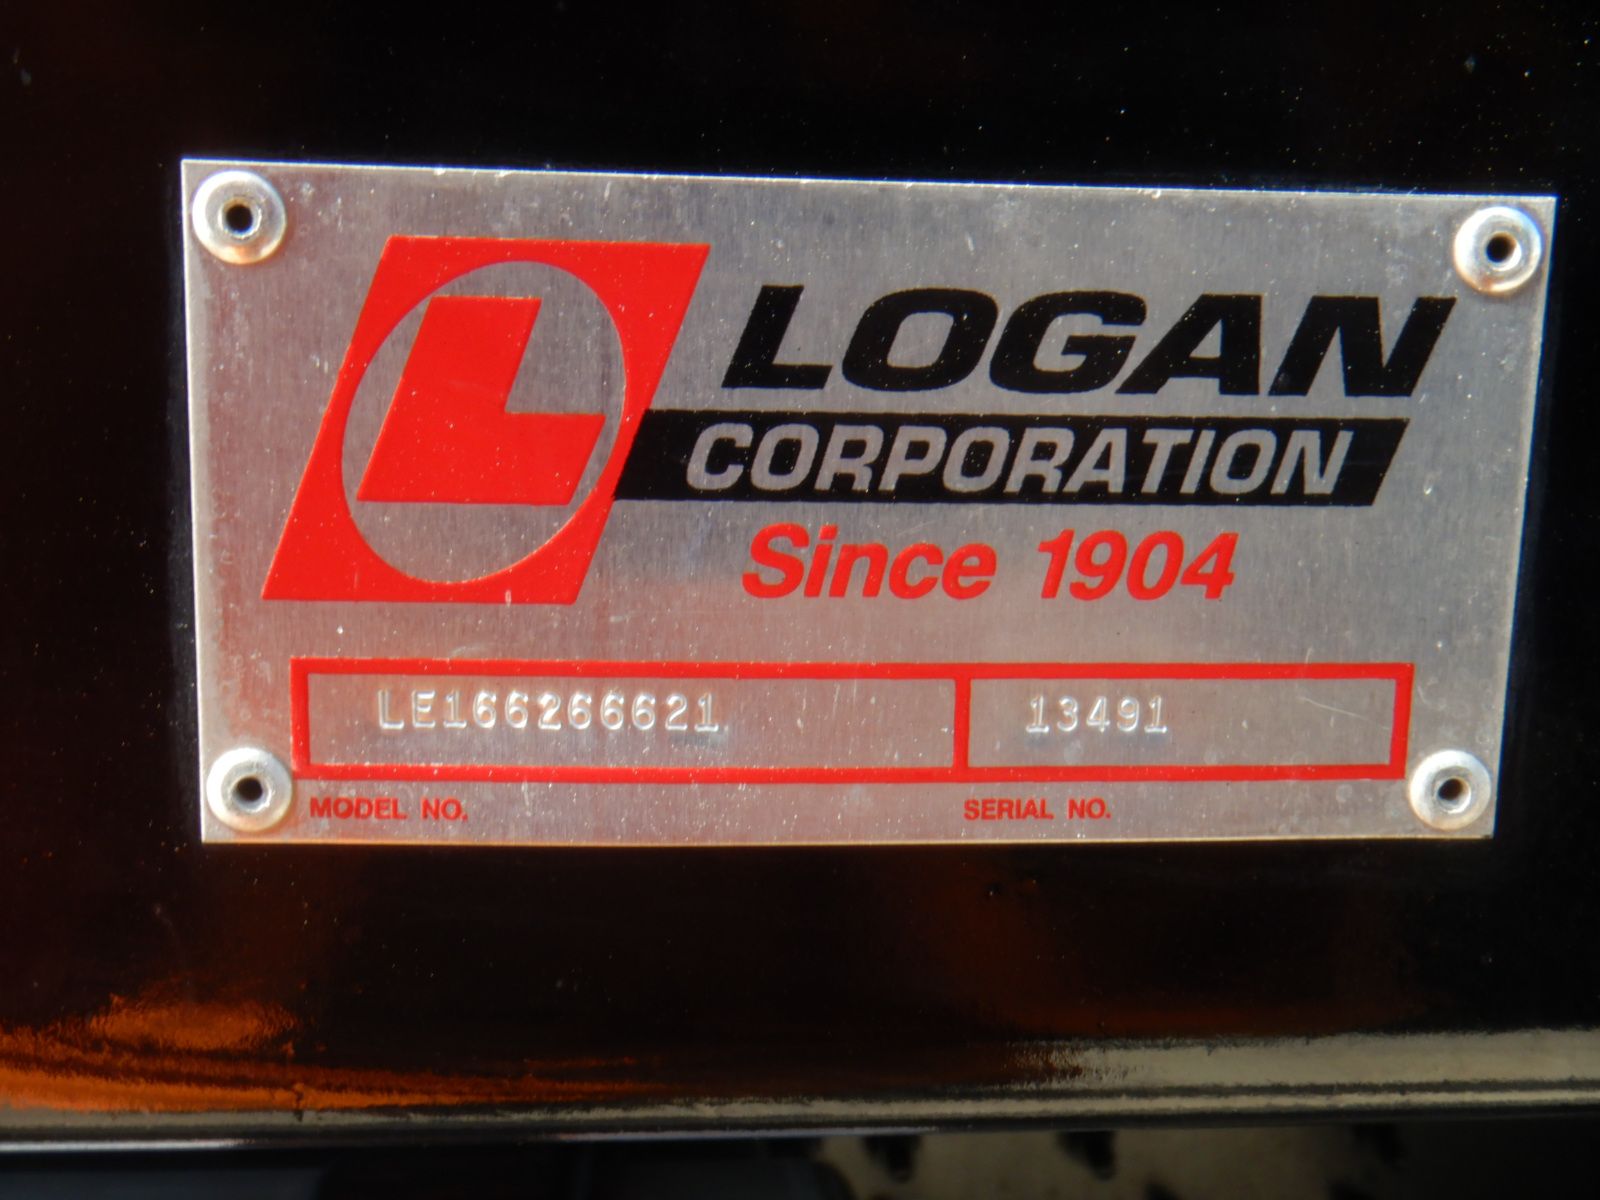 L
LOGAN
CORPORATION
Since 1904
LE166266621 13491
MODEL NO. SERIAL NO.